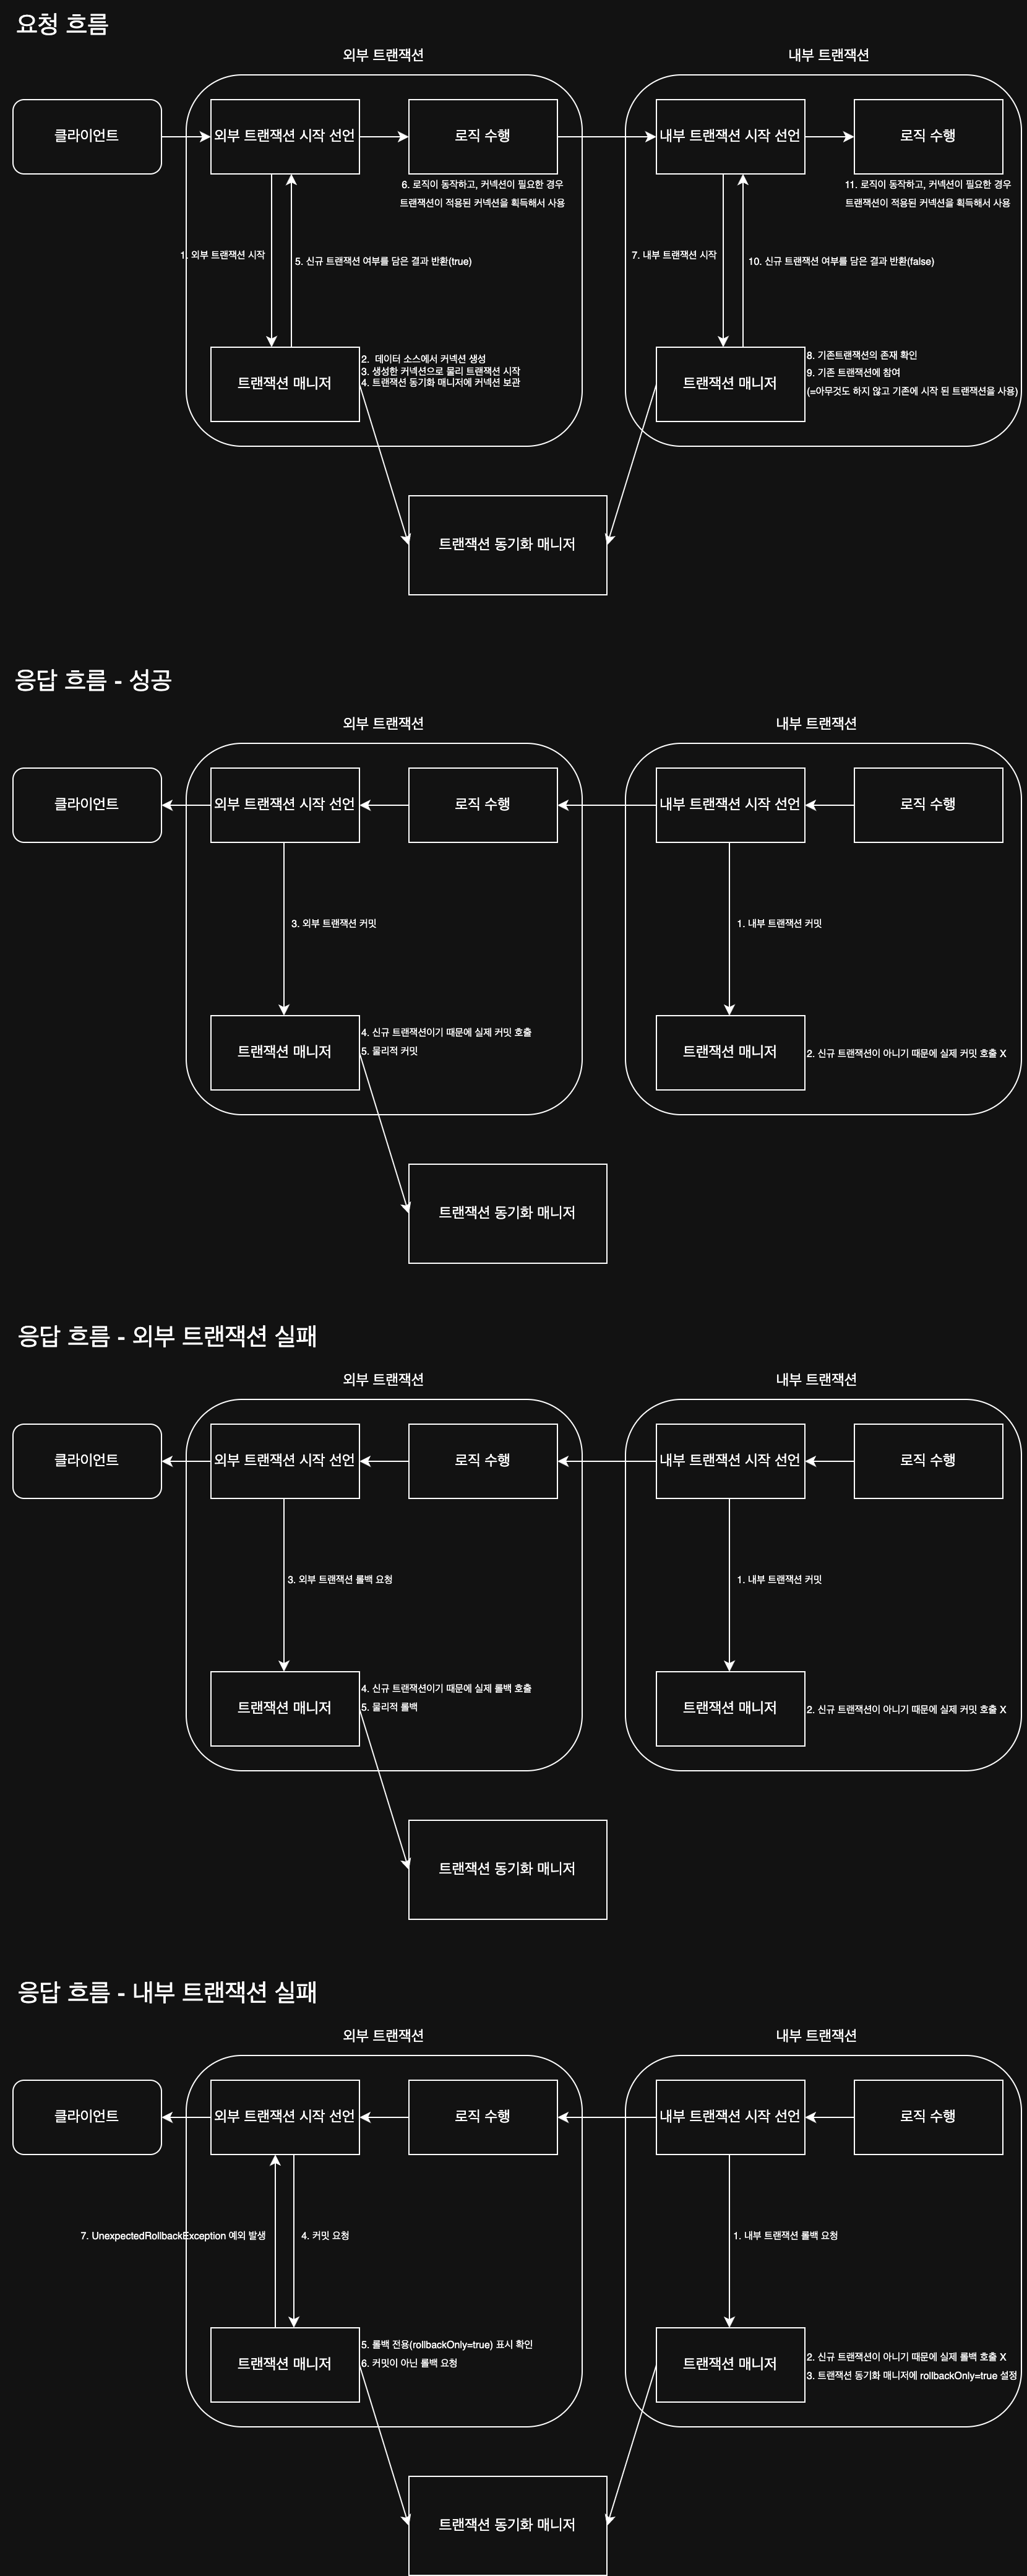 요청 흐름
외부 트랜잭션
내부 트랜잭션
클라이언트
외부 트랜잭션 시작 선언
로직 수행
내부 트랜잭션 시작 선언
로직 수행
6. 로직이 동작하고, 커넥션이 필요한 경우
트랜잭션이 적용된 커넥션을 획득해서 사용
11. 로직이 동작하고, 커넥션이 필요한 경우
트랜잭션이 적용된 커넥션을 획득해서 사용
1. 외부 트랜잭션 시작
5. 신규 트랜잭션 여부를 담은 결과 반환(true)
7. 내부 트랜잭션 시작
10. 신규 트랜잭션 여부를 담은 결과 반환(false)
트랜잭션 매니저
2. 데이터 소스에서 커넥션 생성
3. 생성한 커넥션으로 물리 트랜잭션 시작
4. 트랜잭션 동기화 매니저에 커넥션 보관
트랜잭션 매니저
8. 기존트랜잭션의 존재 확인
9. 기존 트랜잭션에 참여
(=아무것도 하지 않고 기존에 시작 된 트랜잭션을 사용)
트랜잭션 동기화 매니저
응답 흐름 - 성공
외부 트랜잭션
내부 트랜잭션
클라이언트
외부 트랜잭션 시작 선언
로직 수행
내부 트랜잭션 시작 선언
로직 수행
3. 외부 트랜잭션 커밋
1. 내부 트랜잭션 커밋
트랜잭션 매니저
4. 신규 트랜잭션이기 때문에 실제 커밋 호출
5. 물리적 커밋
트랜잭션 매니저
2. 신규 트랜잭션이 아니기 때문에 실제 커밋 호출 X
트랜잭션 동기화 매니저
응답 흐름 - 외부 트랜잭션 실패
외부 트랜잭션
내부 트랜잭션
클라이언트
외부 트랜잭션 시작 선언
로직 수행
내부 트랜잭션 시작 선언
로직 수행
3. 외부 트랜잭션 롤백 요청
1. 내부 트랜잭션 커밋
트랜잭션 매니저
4. 신규 트랜잭션이기 때문에 실제 롤백 호출
5. 물리적 롤백
트랜잭션 매니저
2. 신규 트랜잭션이 아니기 때문에 실제 커밋 호출 X
트랜잭션 동기화 매니저
응답 흐름 - 내부 트랜잭션 실패
외부 트랜잭션
내부 트랜잭션
클라이언트
외부 트랜잭션 시작 선언
로직 수행
내부 트랜잭션 시작 선언
로직 수행
7. UnexpectedRollbackException 예외 발생
4. 커밋 요청
1. 내부 트랜잭션 롤백 요청
트랜잭션 매니저
5. 롤백 전용(rollbackOnly=true) 표시 확인
6. 커밋이 아닌 롤백 요청
트랜잭션 매니저
2. 신규 트랜잭션이 아니기 때문에 실제 롤백 호출 X
3. 트랜잭션 동기화 매니저에 rollbackOnly=true 설정
트랜잭션 동기화 매니저